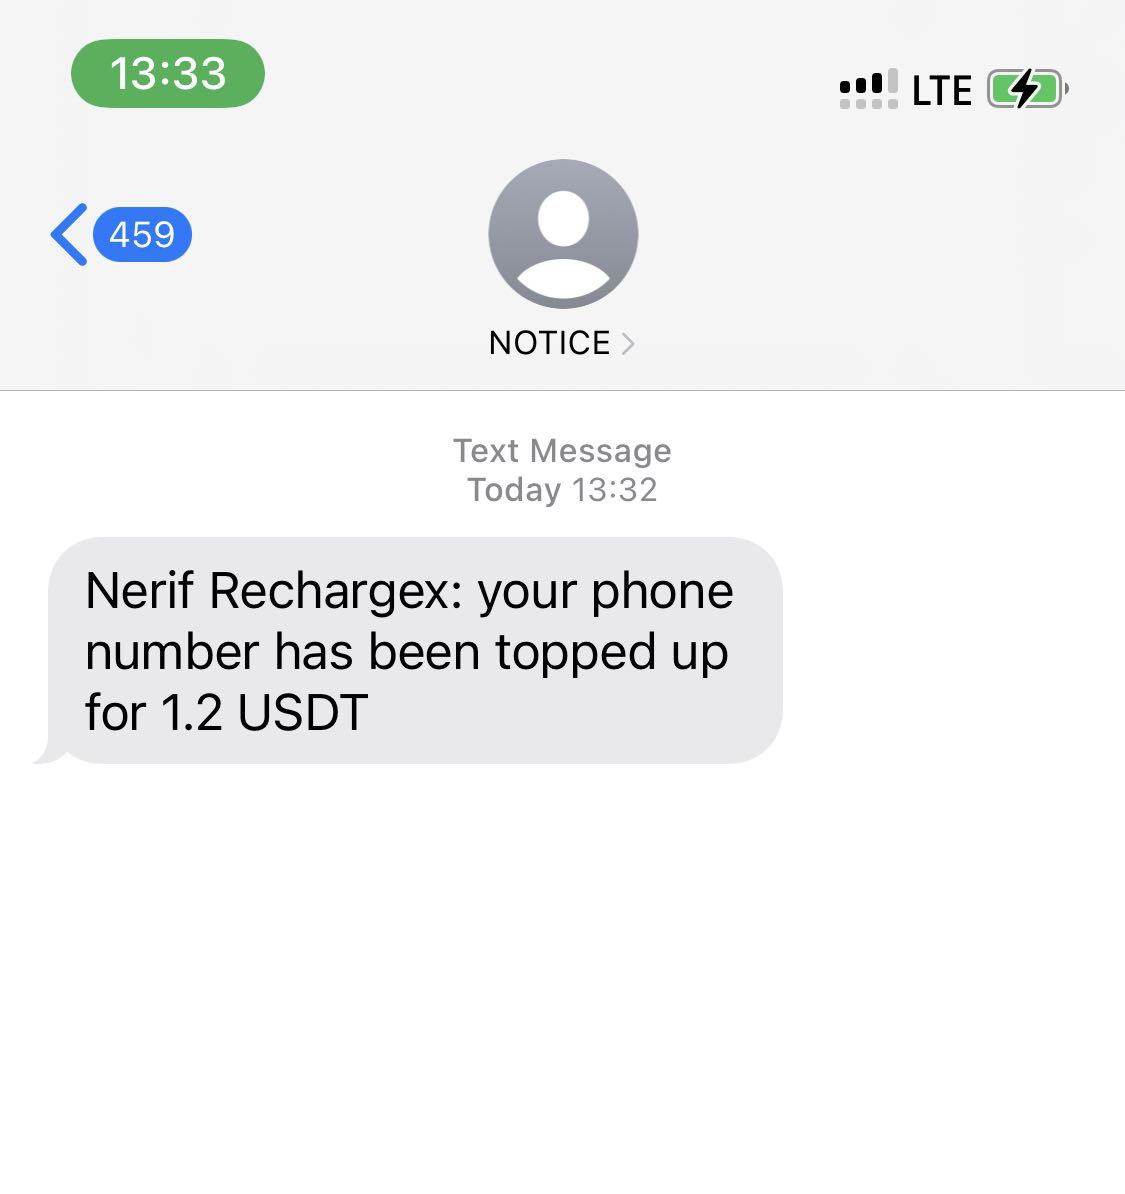 13:33
LTE
459
NOTICE
Text Message
Today 13:32
Nerif Rechargex: your phone
number has been topped up
for 1.2 USDT